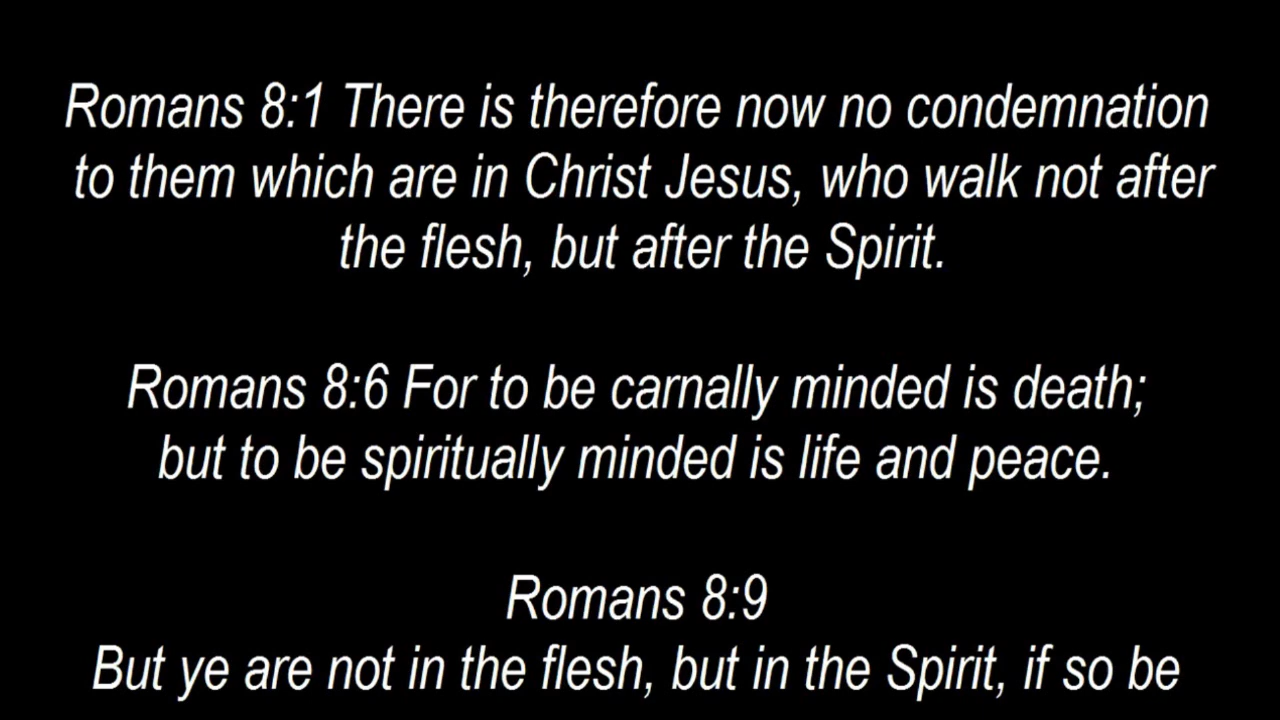 Romans 8:1 There is therefore now no condemnation
to them which are in Christ Jesus, who walk not after
the flesh, but after the Spirit.
Romans 8:6 For to be carnally minded is death;
but to be spiritually minded is life and peace.
Romans 8:9
But ye are not in the flesh, but in the Spirit, if so be